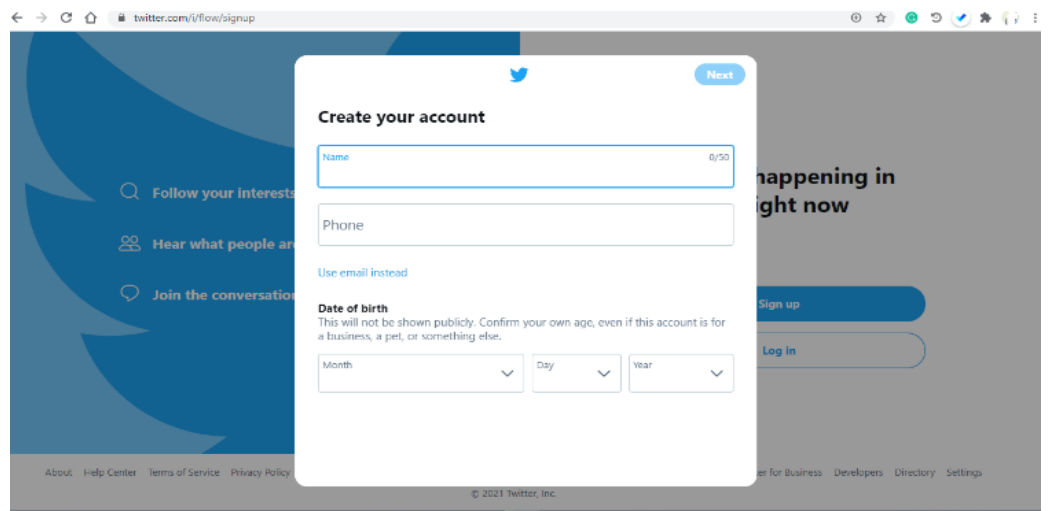 twitter.com/i/flow/signup
Next
Create your account
Name
0/50
Phone
Use email instead
Date of birth
This will not be shown publicly. Confirm your own age, even if this account is for
a business, a pet, or something else.
Month
Day
Year
Follow your interests
Hear what people are
Join the conversation
happening in
ight now
Sign up
Log in
About Help Center Terms of Service Privacy Policy
er for Business Developers Directory Settings
© 2021 Twitter, Inc.